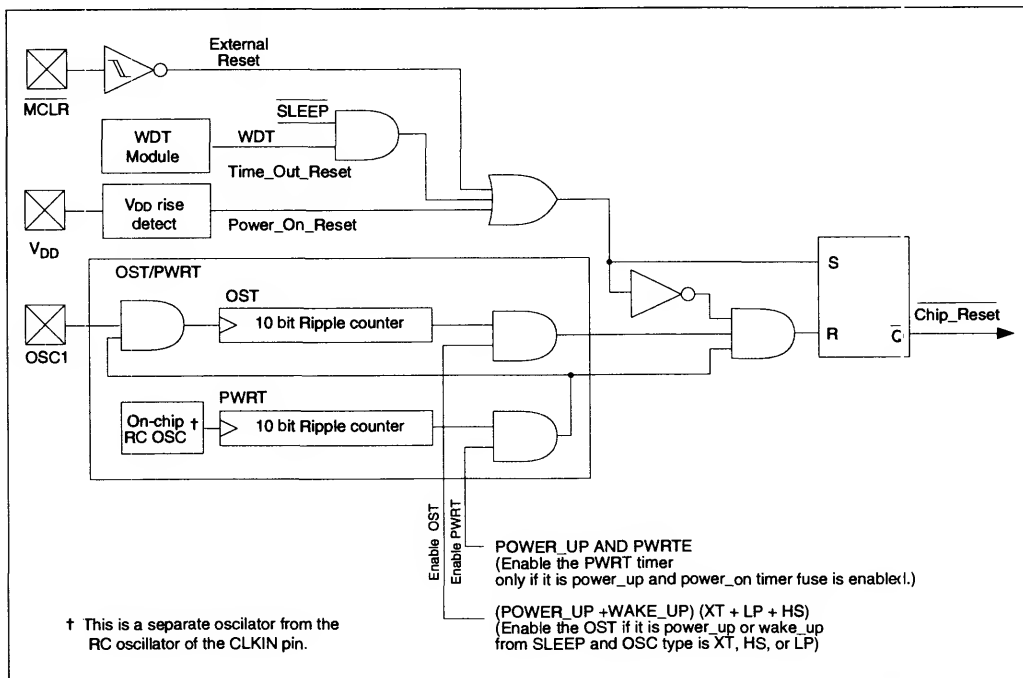 External
Reset
MCLR
SLEEP
WDT
Module
WDT
Time_Out_Reset
VDD rise
detect
Power_On_Reset
VDD
OST/PWRT
OST
10 bit Ripple counter
OSC1
PWRT
On-chip †
RC OSC
10 bit Ripple counter
S
R
Q
Chip_Reset
Enable OST
Enable PWRT
POWER_UP AND PWRTE
(Enable the PWRT timer
only if it is power_up and power_on timer fuse is enabled.)
(POWER_UP +WAKE_UP) (XT + LP + HS)
(Enable the OST if it is power_up or wake_up
from SLEEP and OSC type is XT, HS, or LP)
† This is a separate oscilator from the
RC oscillator of the CLKIN pin.